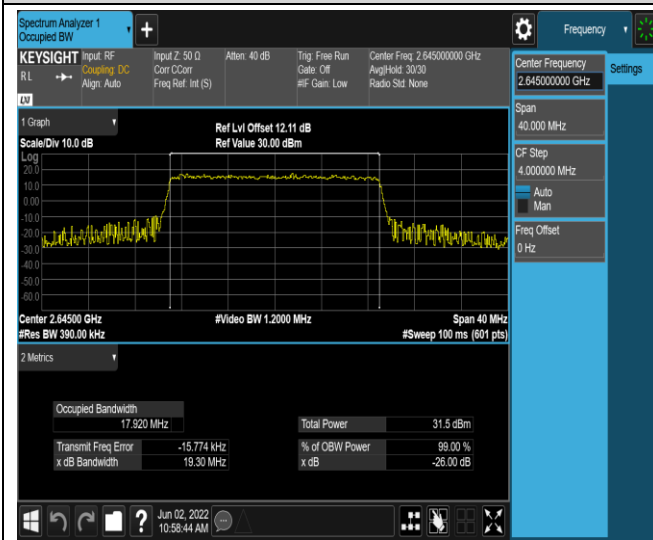 Spectrum Analyzer 1
Occupied BW
+
Frequency
KEYSIGHT
Input: RF
Input Z: 50 Ω
Atten: 40 dB
Trig: Free Run
Center Freq: 2.645000000 GHz
RL
Coupling: DC
Corr CCorr
Gate: Off
Avg|Hold: 30/30
Align: Auto
Freq Ref: Int (S)
#IF Gain: Low
Radio Std: None
LXI
1 Graph
Ref Lvl Offset 12.11 dB
Scale/Div 10.0 dB
Ref Value 30.00 dBm
Log
20.0
10.0
0.00
-10.0
-20.0
-30.0
-50.0
-60.0
Center 2.64500 GHz
#Video BW 1.2000 MHz
Span 40 MHz
#Res BW 390.00 kHz
#Sweep 100 ms (601 pts)
2 Metrics
Occupied Bandwidth
17.920 MHz
Total Power
31.5 dBm
Transmit Freq Error
-15.774 kHz
% of OBW Power
99.00 %
x dB Bandwidth
19.30 MHz
x dB
-26.00 dB
?
Jun 02, 2022
10:58:44 AM
Center Frequency
2.645000000 GHz
Settings
Span
40.000 MHz
CF Step
4.000000 MHz
Auto
Man
Freq Offset
0 Hz